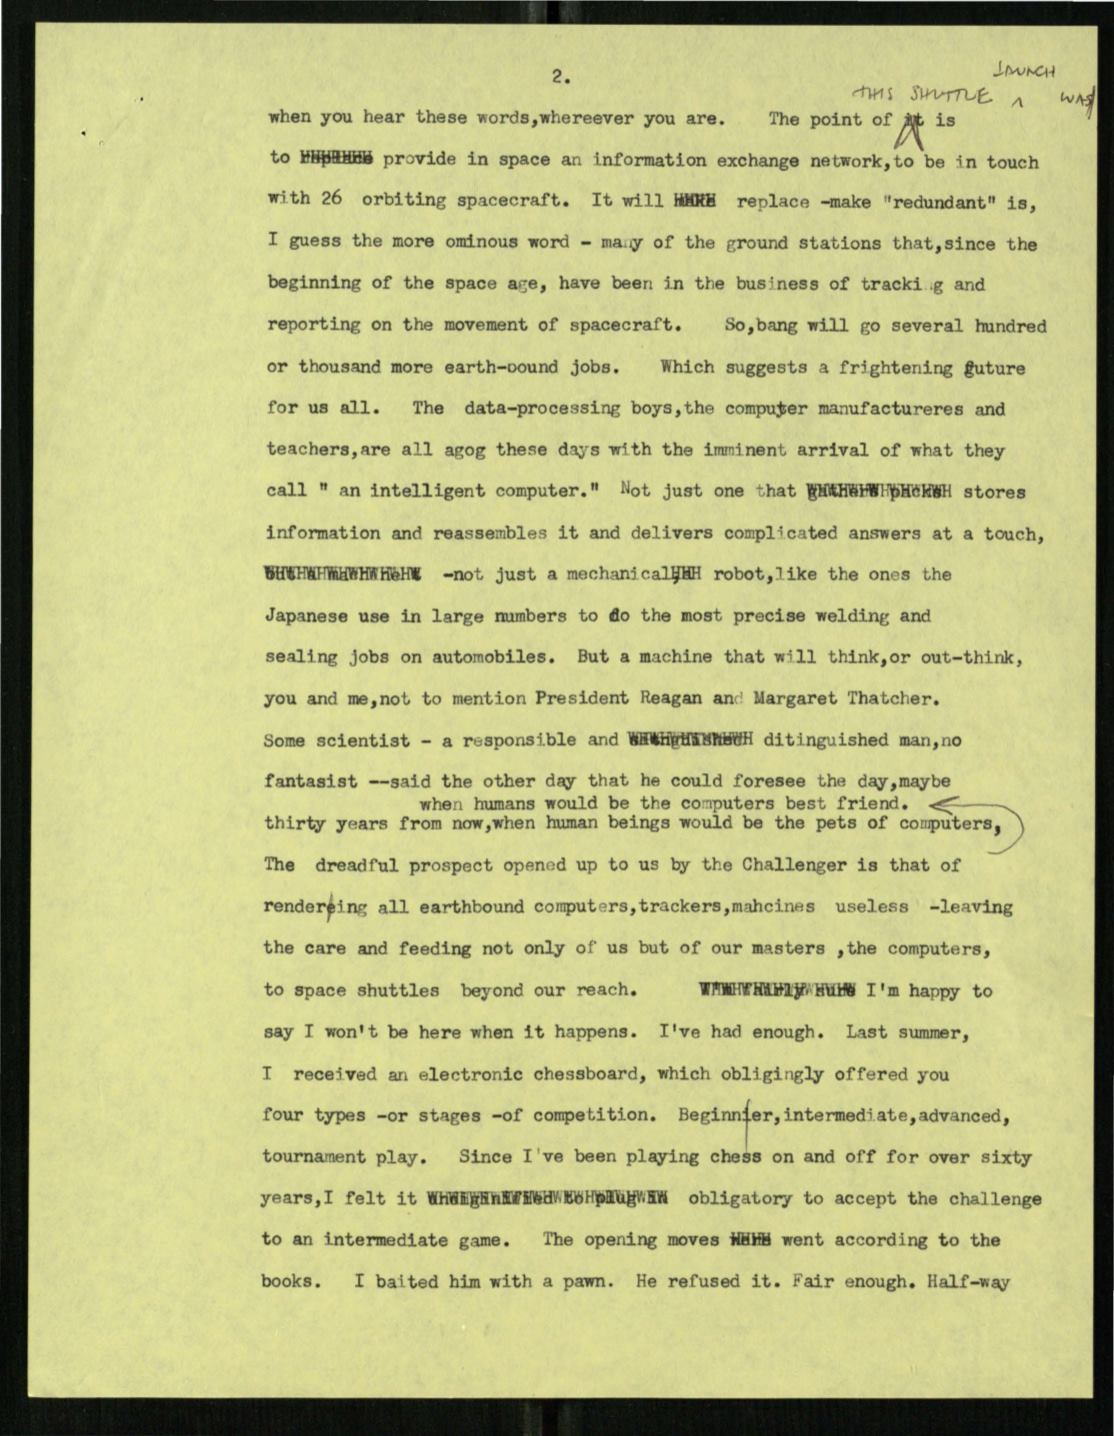 2.
LAUNCH
THIS SHUTTLE ^ WAS
when you hear these words,whereever you are. The point of it is
to provide in space an information exchange network,to be in touch
with 26 orbiting spacecraft. It will replace -make "redundant" is,
I guess the more ominous word - many of the ground stations that,since the
beginning of the space age, have been in the business of tracking and
reporting on the movement of spacecraft. So,bang will go several hundred
or thousand more earth-bound jobs. Which suggests a frightening future
for us all. The data-processing boys,the computer manufactureres and
teachers,are all agog these days with the imminent arrival of what they
call " an intelligent computer." Not just one that stores
information and reassembles it and delivers complicated answers at a touch,
-not just a mechanical robot,like the ones the
Japanese use in large numbers to do the most precise welding and
sealing jobs on automobiles. But a machine that will think,or out-think,
you and me,not to mention President Reagan and Margaret Thatcher.
Some scientist - a responsible and ditinguished man,no
fantasist --said the other day that he could foresee the day,maybe
when humans would be the computers best friend.
thirty years from now,when human beings would be the pets of computers,
The dreadful prospect opened up to us by the Challenger is that of
rendereing all earthbound computers,trackers,mahcines useless -leaving
the care and feeding not only of us but of our masters ,the computers,
to space shuttles beyond our reach. I'm happy to
say I won't be here when it happens. I've had enough. Last summer,
I received an electronic chessboard, which obligingly offered you
four types -or stages -of competition. Beginnier,intermediate,advanced,
tournament play. Since I've been playing chess on and off for over sixty
years,I felt it obligatory to accept the challenge
to an intermediate game. The opening moves went according to the
books. I baited him with a pawn. He refused it. Fair enough. Half-way